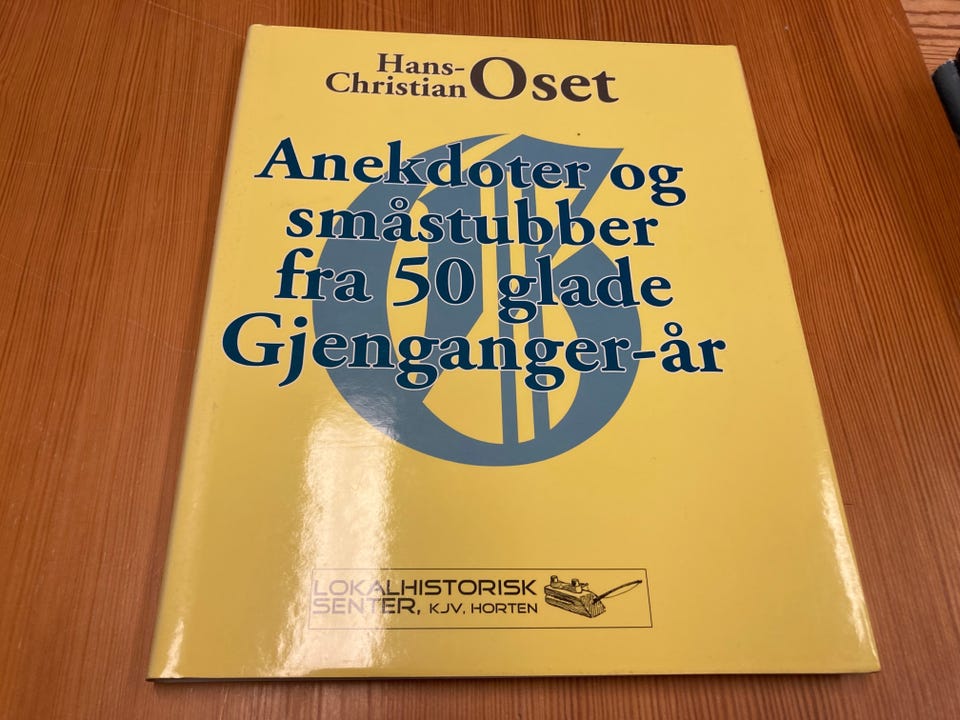 Hans-
Christian Oset
Anekdoter og
småstubber
fra 50 glade
Gjenganger-år
G
LOKALHISTORISK
SENTER, KJV, HORTEN